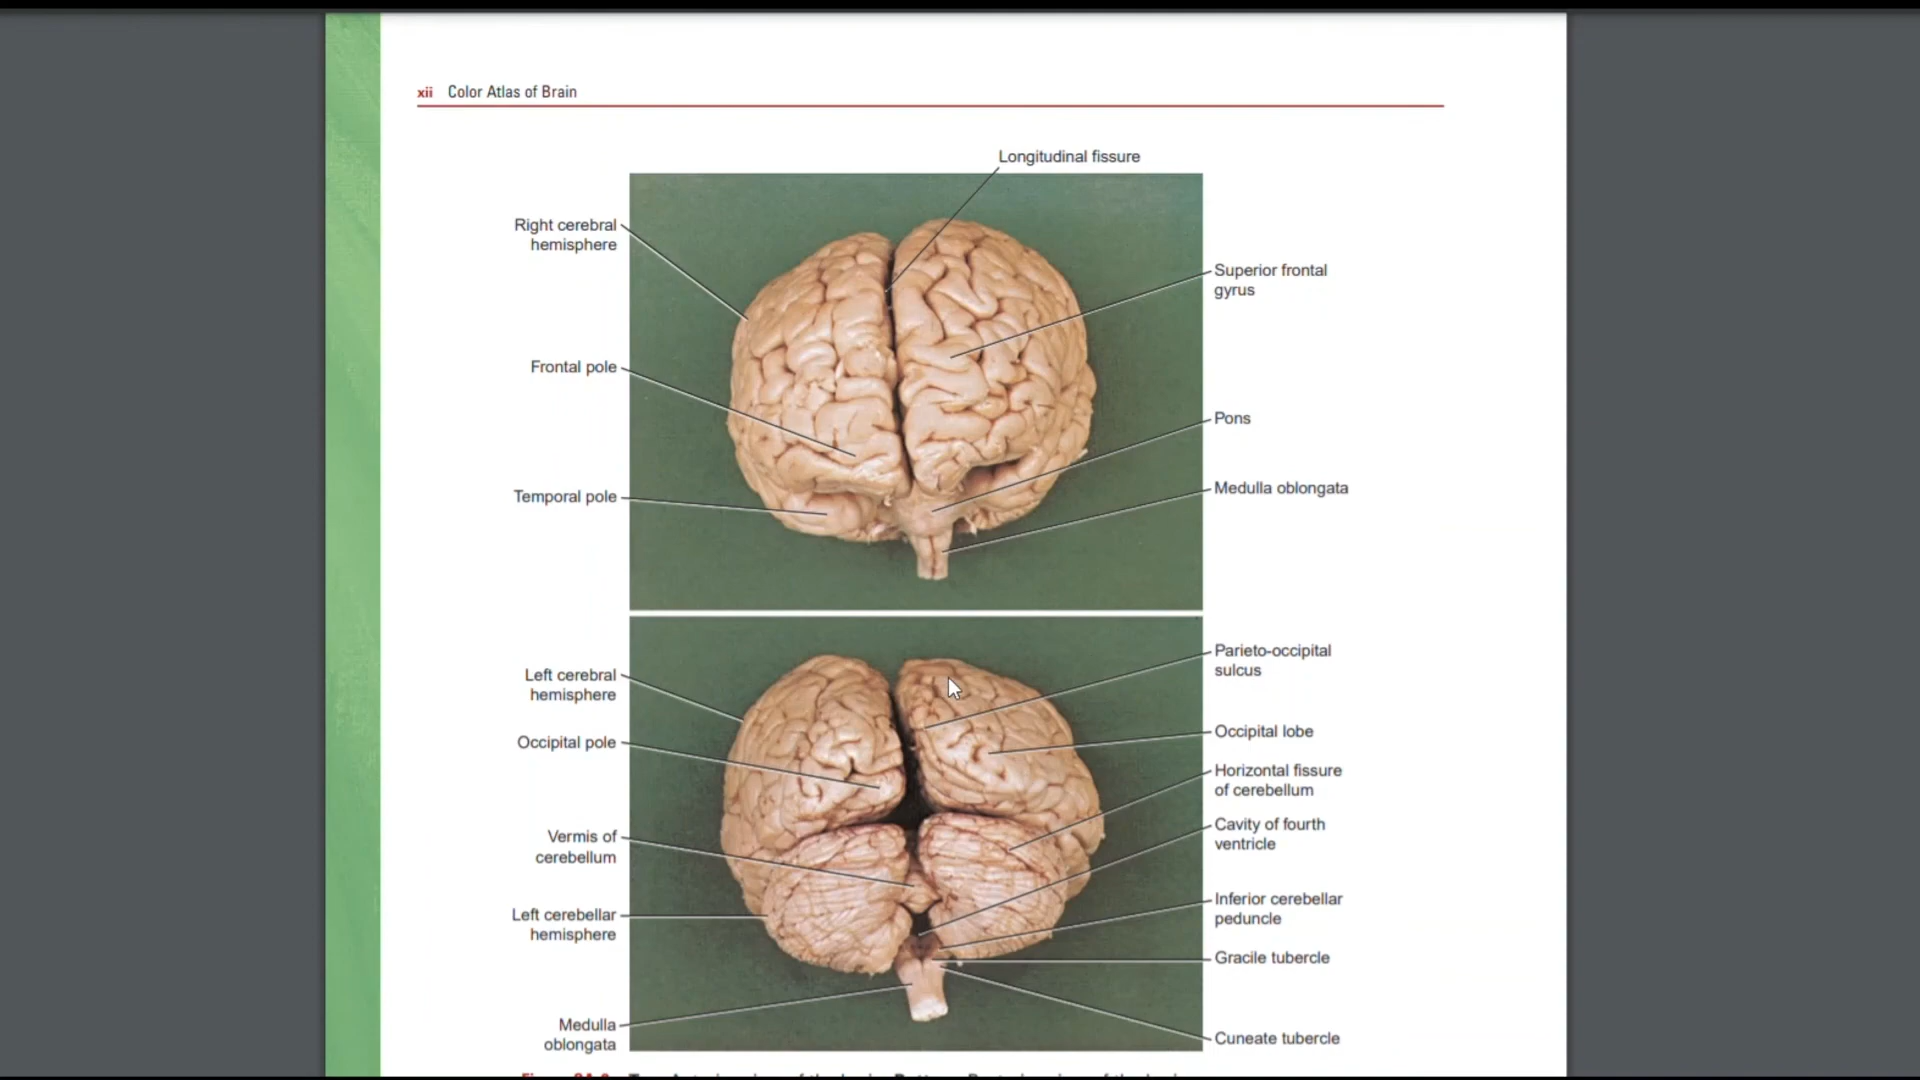 xii Color Atlas of Brain
Longitudinal fissure
Right cerebral
hemisphere
Superior frontal
gyrus
Frontal pole
Pons
Temporal pole
Medulla oblongata
Left cerebral
hemisphere
Parieto-occipital
sulcus
Occipital pole
Occipital lobe
Horizontal fissure
of cerebellum
Vermis of
cerebellum
Cavity of fourth
ventricle
Left cerebellar
hemisphere
Inferior cerebellar
peduncle
Gracile tubercle
Medulla
oblongata
Cuneate tubercle